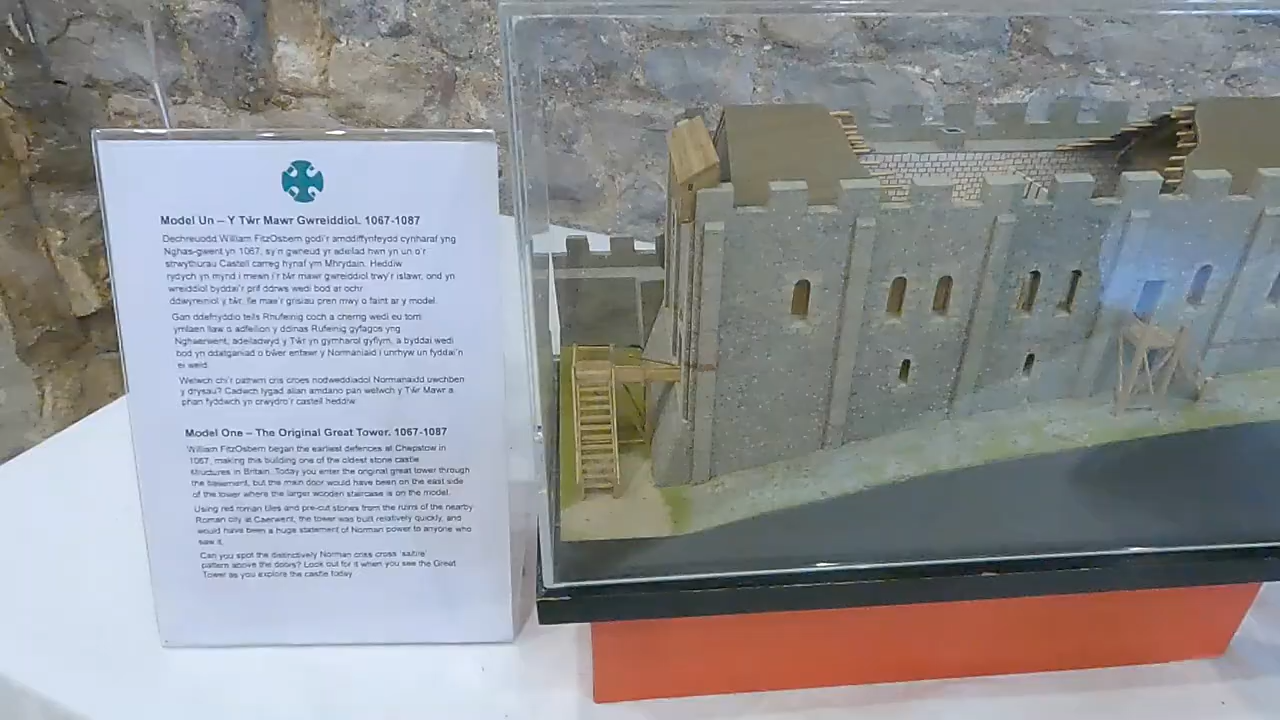 Model Un – Y Tŵr Mawr Gwreiddiol. 1067-1087
Dechreuodd William FitzOsbern godi'r amddiffynfeydd cynharaf yng
Nghas-gwent yn 1067, sy'n gwneud yr adeilad hwn yn un o'r
strwythurau Castell carreg hynaf ym Mhrydain. Heddiw
rydych yn mynd i mewn i'r tŵr mawr gwreiddiol trwy'r islawr, ond yn
wreiddiol byddai'r prif ddrws wedi bod ar ochr
ddwyreiniol y tŵr, lle mae'r grisiau pren mwy o faint ar y model.
Gan ddefnyddio teils Rhufeinig coch a cherrig wedi eu torri
ymlaen llaw o adfeilion y ddinas Rufeinig gyfagos yng
Nghaerwent, adeiladwyd y Tŵr yn gymharol gyflym, a byddai wedi
bod yn ddatganiad o bŵer enfawr y Normaniaid i unrhyw un fyddai'n
ei weld.
Welwch chi'r patrwm cris croes nodweddiadol Normanaidd uwchben
y drysau? Cadwch lygad allan amdano pan welwch y Tŵr Mawr a
phan fyddwch yn crwydro'r castell heddiw
Model One – The Original Great Tower. 1067-1087
William FitzOsbern began the earliest defences at Chepstow in
1067, making this building one of the oldest stone castle
structures in Britain. Today you enter the original great tower through
the basement, but the main door would have been on the east side
of the tower where the larger wooden staircase is on the model.
Using red roman tiles and pre-cut stones from the ruins of the nearby
Roman city at Caerwent, the tower was built relatively quickly, and
would have been a huge statement of Norman power to anyone who
saw it.
Can you spot the distinctively Norman criss cross 'saltire'
pattern above the doors? Look out for it when you see the Great
Tower as you explore the castle today